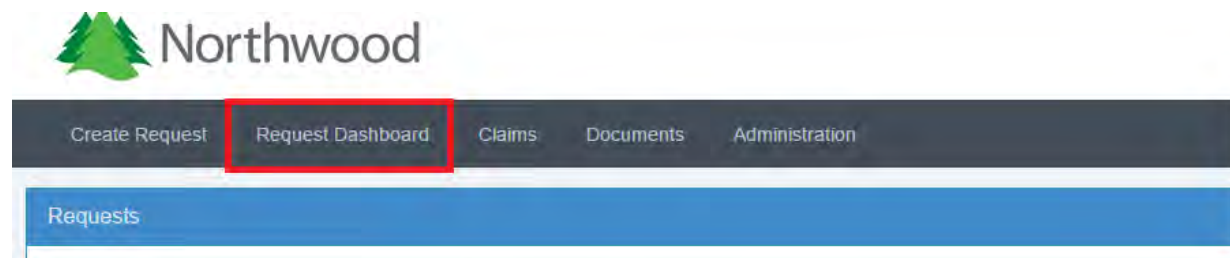 Northwood
Create Request Request Dashboard Claims Documents Administration
Requests